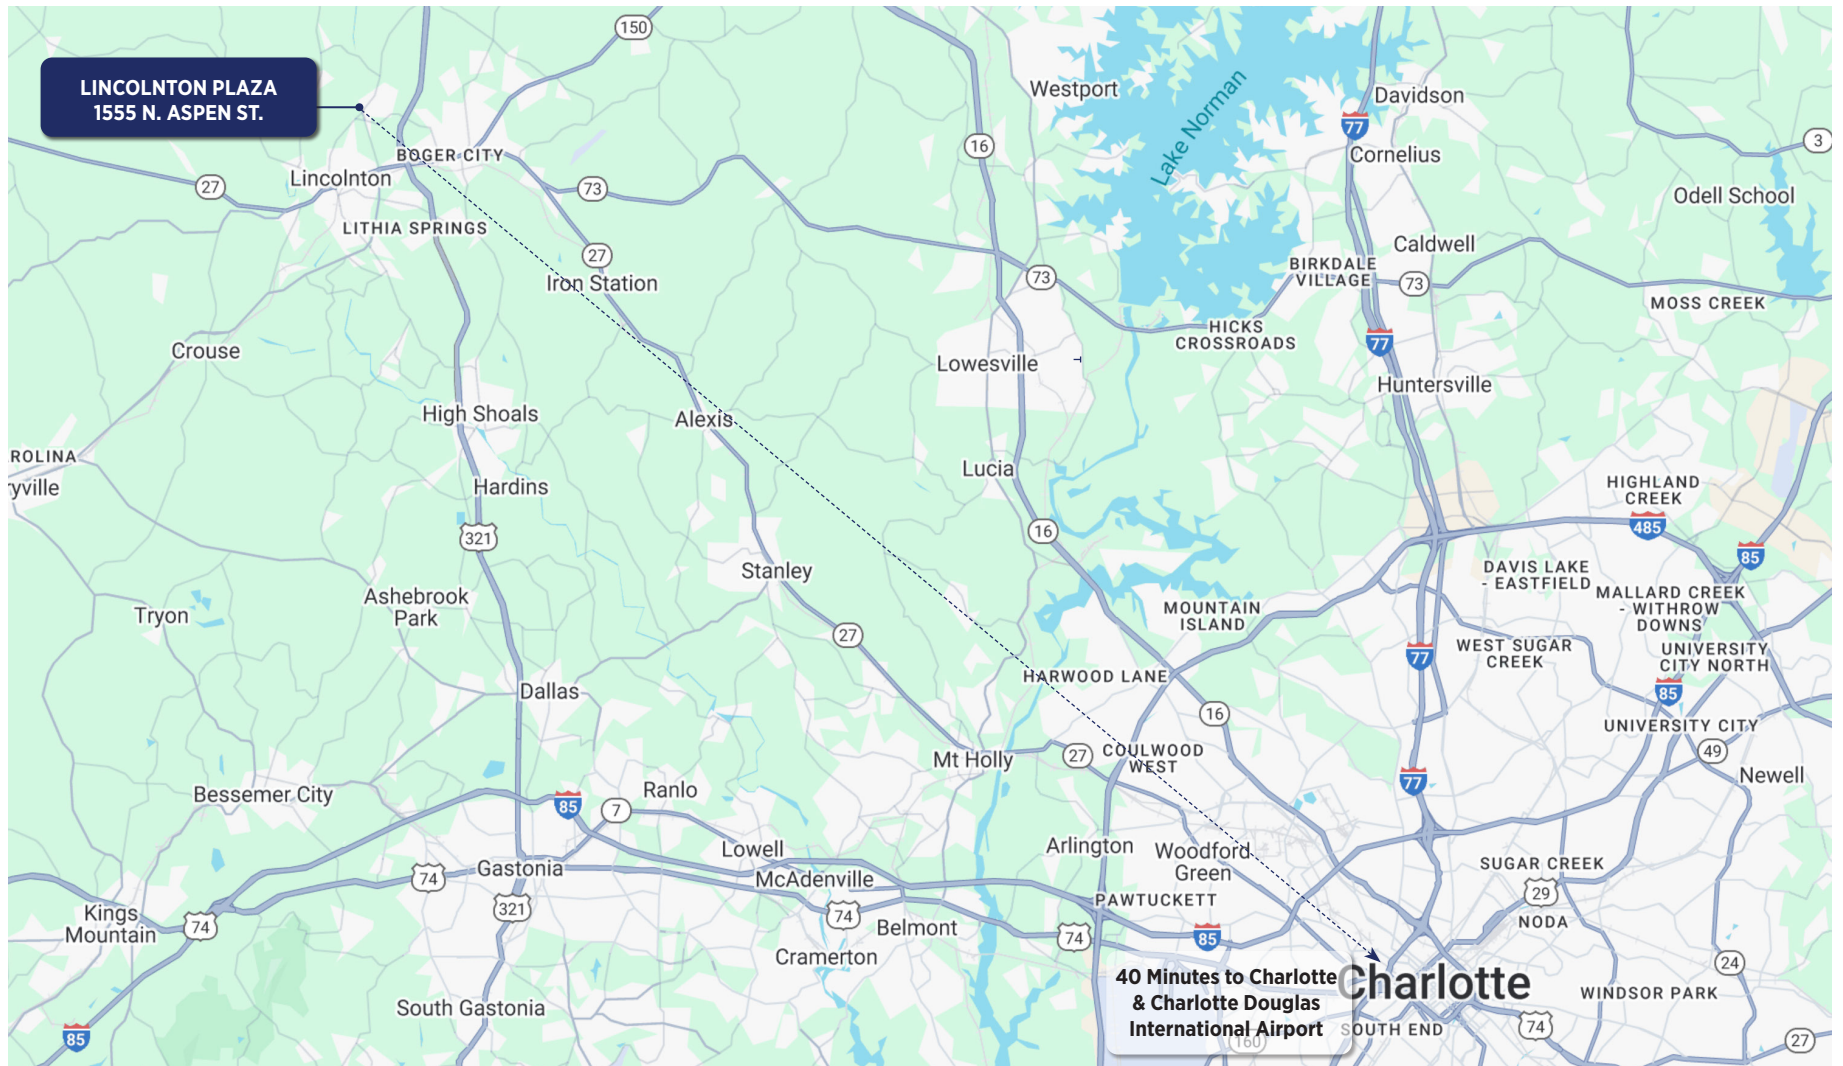 150
LINCOLNTON PLAZA
1555 N. ASPEN ST.
Westport
Davidson
77
Lake Norman
16
3
BOGER CITY
Cornelius
Lincolnton
27
73
Odell School
LITHIA SPRINGS
27
Caldwell
Iron Station
73
BIRKDALE
VILLAGE
73
MOSS CREEK
HICKS
CROSSROADS
77
Crouse
Lowesville
Huntersville
High Shoals
Alexis
ROLINA
Lucia
ryville
Hardins
HIGHLAND
CREEK
485
321
16
85
Stanley
DAVIS LAKE
- EASTFIELD
Ashebrook
Park
MALLARD CREEK
- WITHROW
DOWNS
Tryon
MOUNTAIN
ISLAND
27
77
WEST SUGAR
CREEK
UNIVERSITY
CITY NORTH
HARWOOD LANE
85
Dallas
16
UNIVERSITY CITY
Mt Holly
27
COULWOOD
WEST
49
77
Newell
Bessemer City
85
7
Ranlo
Arlington
Woodford
Green
Lowell
Gastonia
74
McAdenville
SUGAR CREEK
29
PAWTUCKETT
NODA
Kings
Mountain
74
321
74
Belmont
74
85
Cramerton
24
40 Minutes to Charlotte
& Charlotte Douglas
International Airport
Charlotte
WINDSOR PARK
South Gastonia
SOUTH END
74
85
160
27